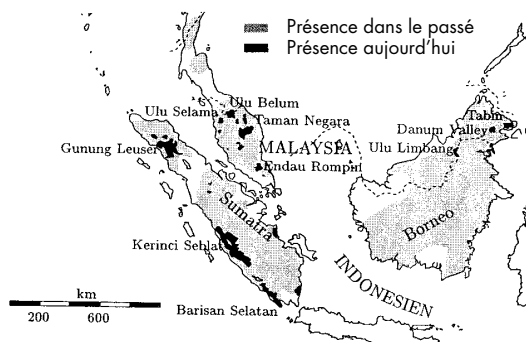 Présence dans le passé
Présence aujourd'hui
Ulu Belum
Ulu Selama
Taman Negara
Tabin
Danum Valley
MALAYSIA
Ulu Limbang
Gunung Leuser
Endau Rompin
Sumatra
Borneo
Kerinci Seblat
INDONESIEN
km
200 600
Barisan Selatan